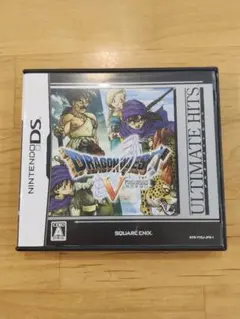 NINTENDO DS
DRAGON QUEST
V
ULTIMATE HITS
SQUARE ENIX
A